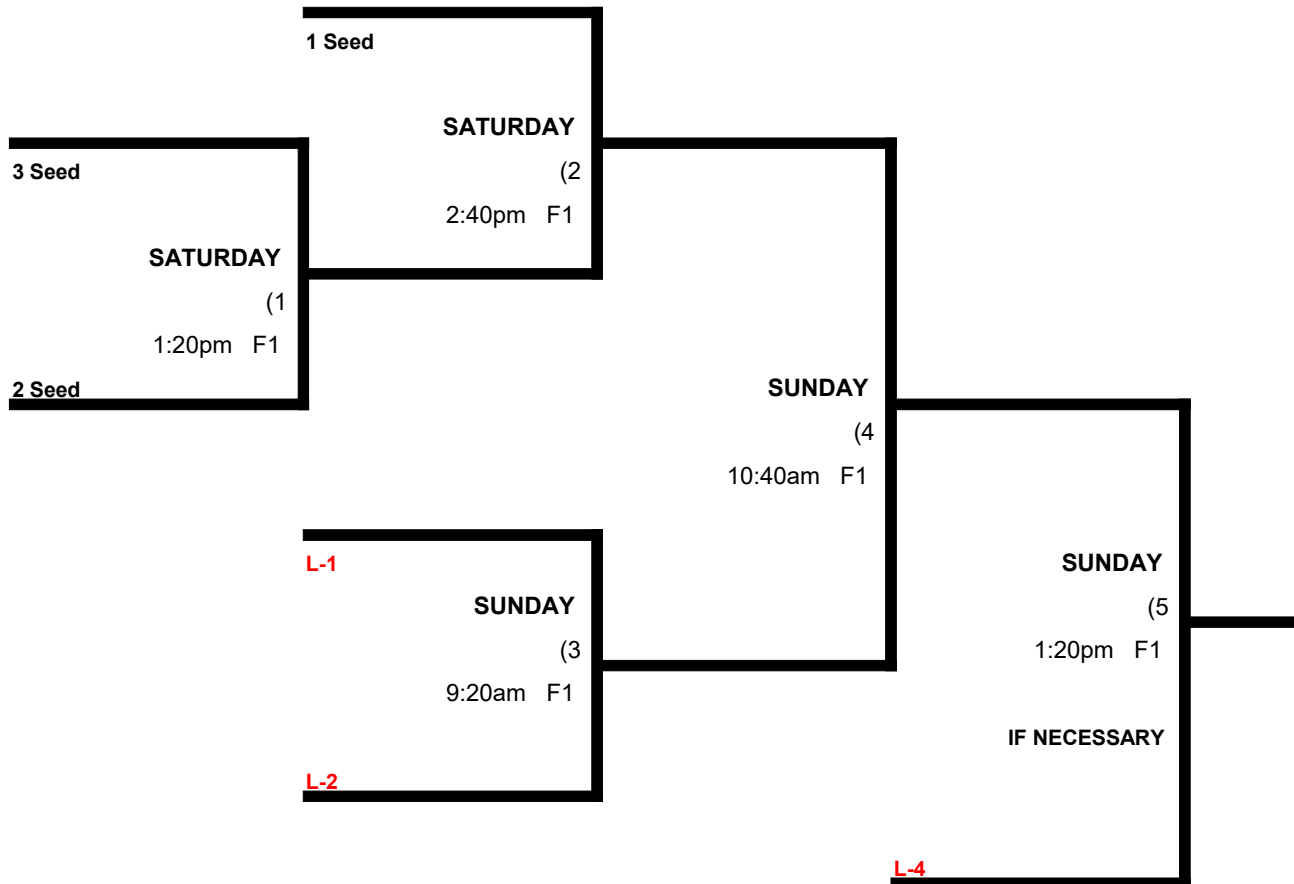 1 Seed
SATURDAY
(2
2:40pm F1
3 Seed
SATURDAY
(1
1:20pm F1
2 Seed
SUNDAY
(4
10:40am F1
L-1
SUNDAY
(3
9:20am F1
L-2
SUNDAY
(5
1:20pm F1
IF NECESSARY
L-4